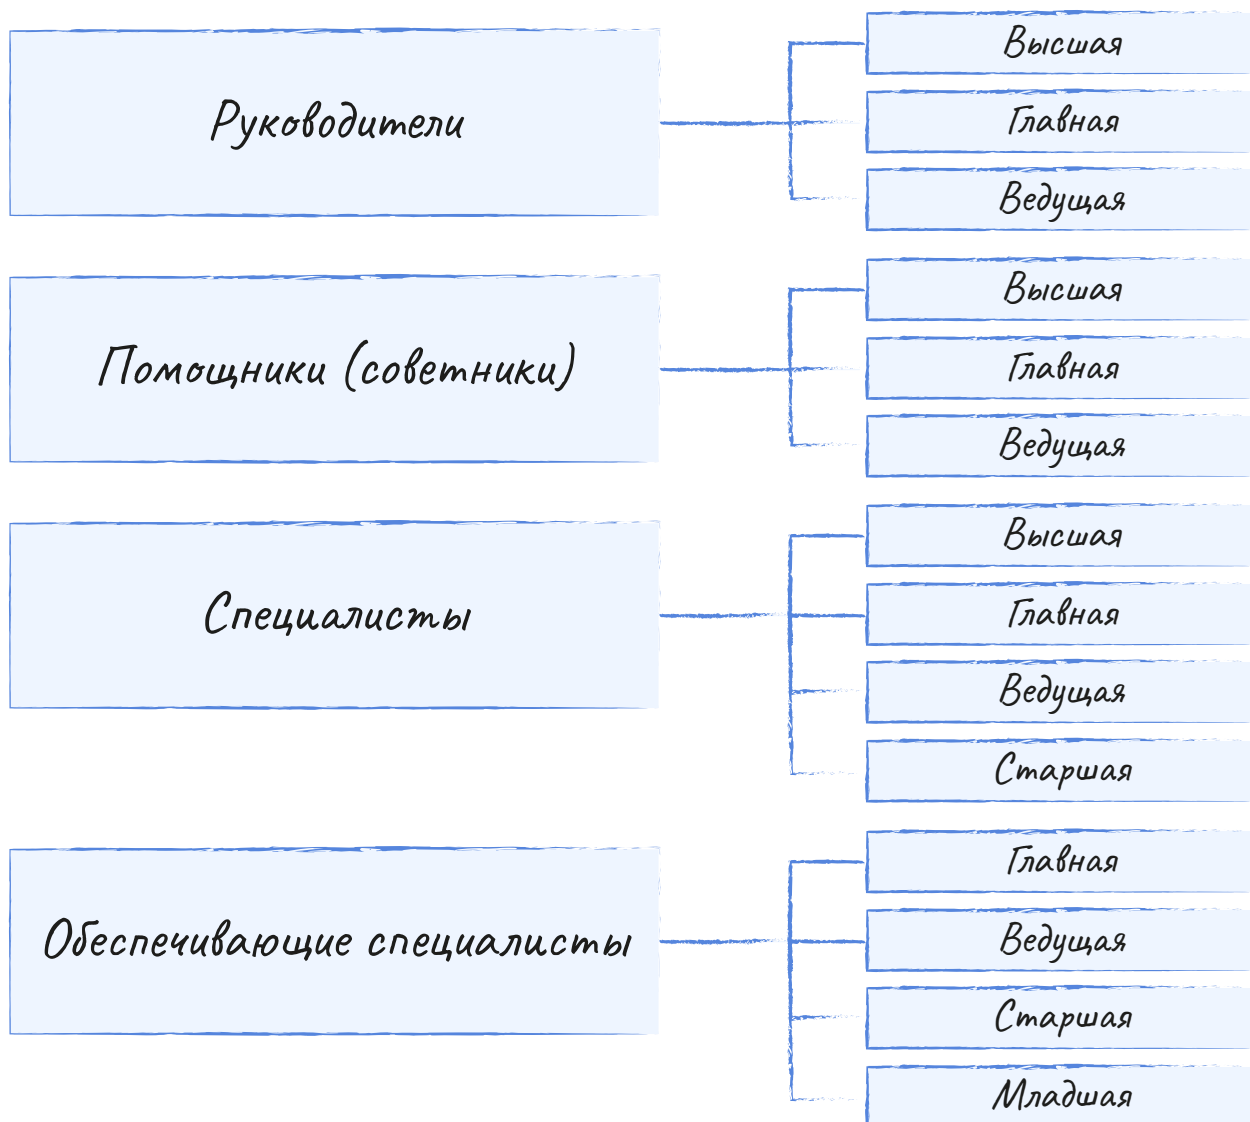 Руководители
Высшая
Главная
Ведущая
Помощники (советники)
Высшая
Главная
Ведущая
Специалисты
Высшая
Главная
Ведущая
Старшая
Обеспечивающие специалисты
Главная
Ведущая
Старшая
Младшая